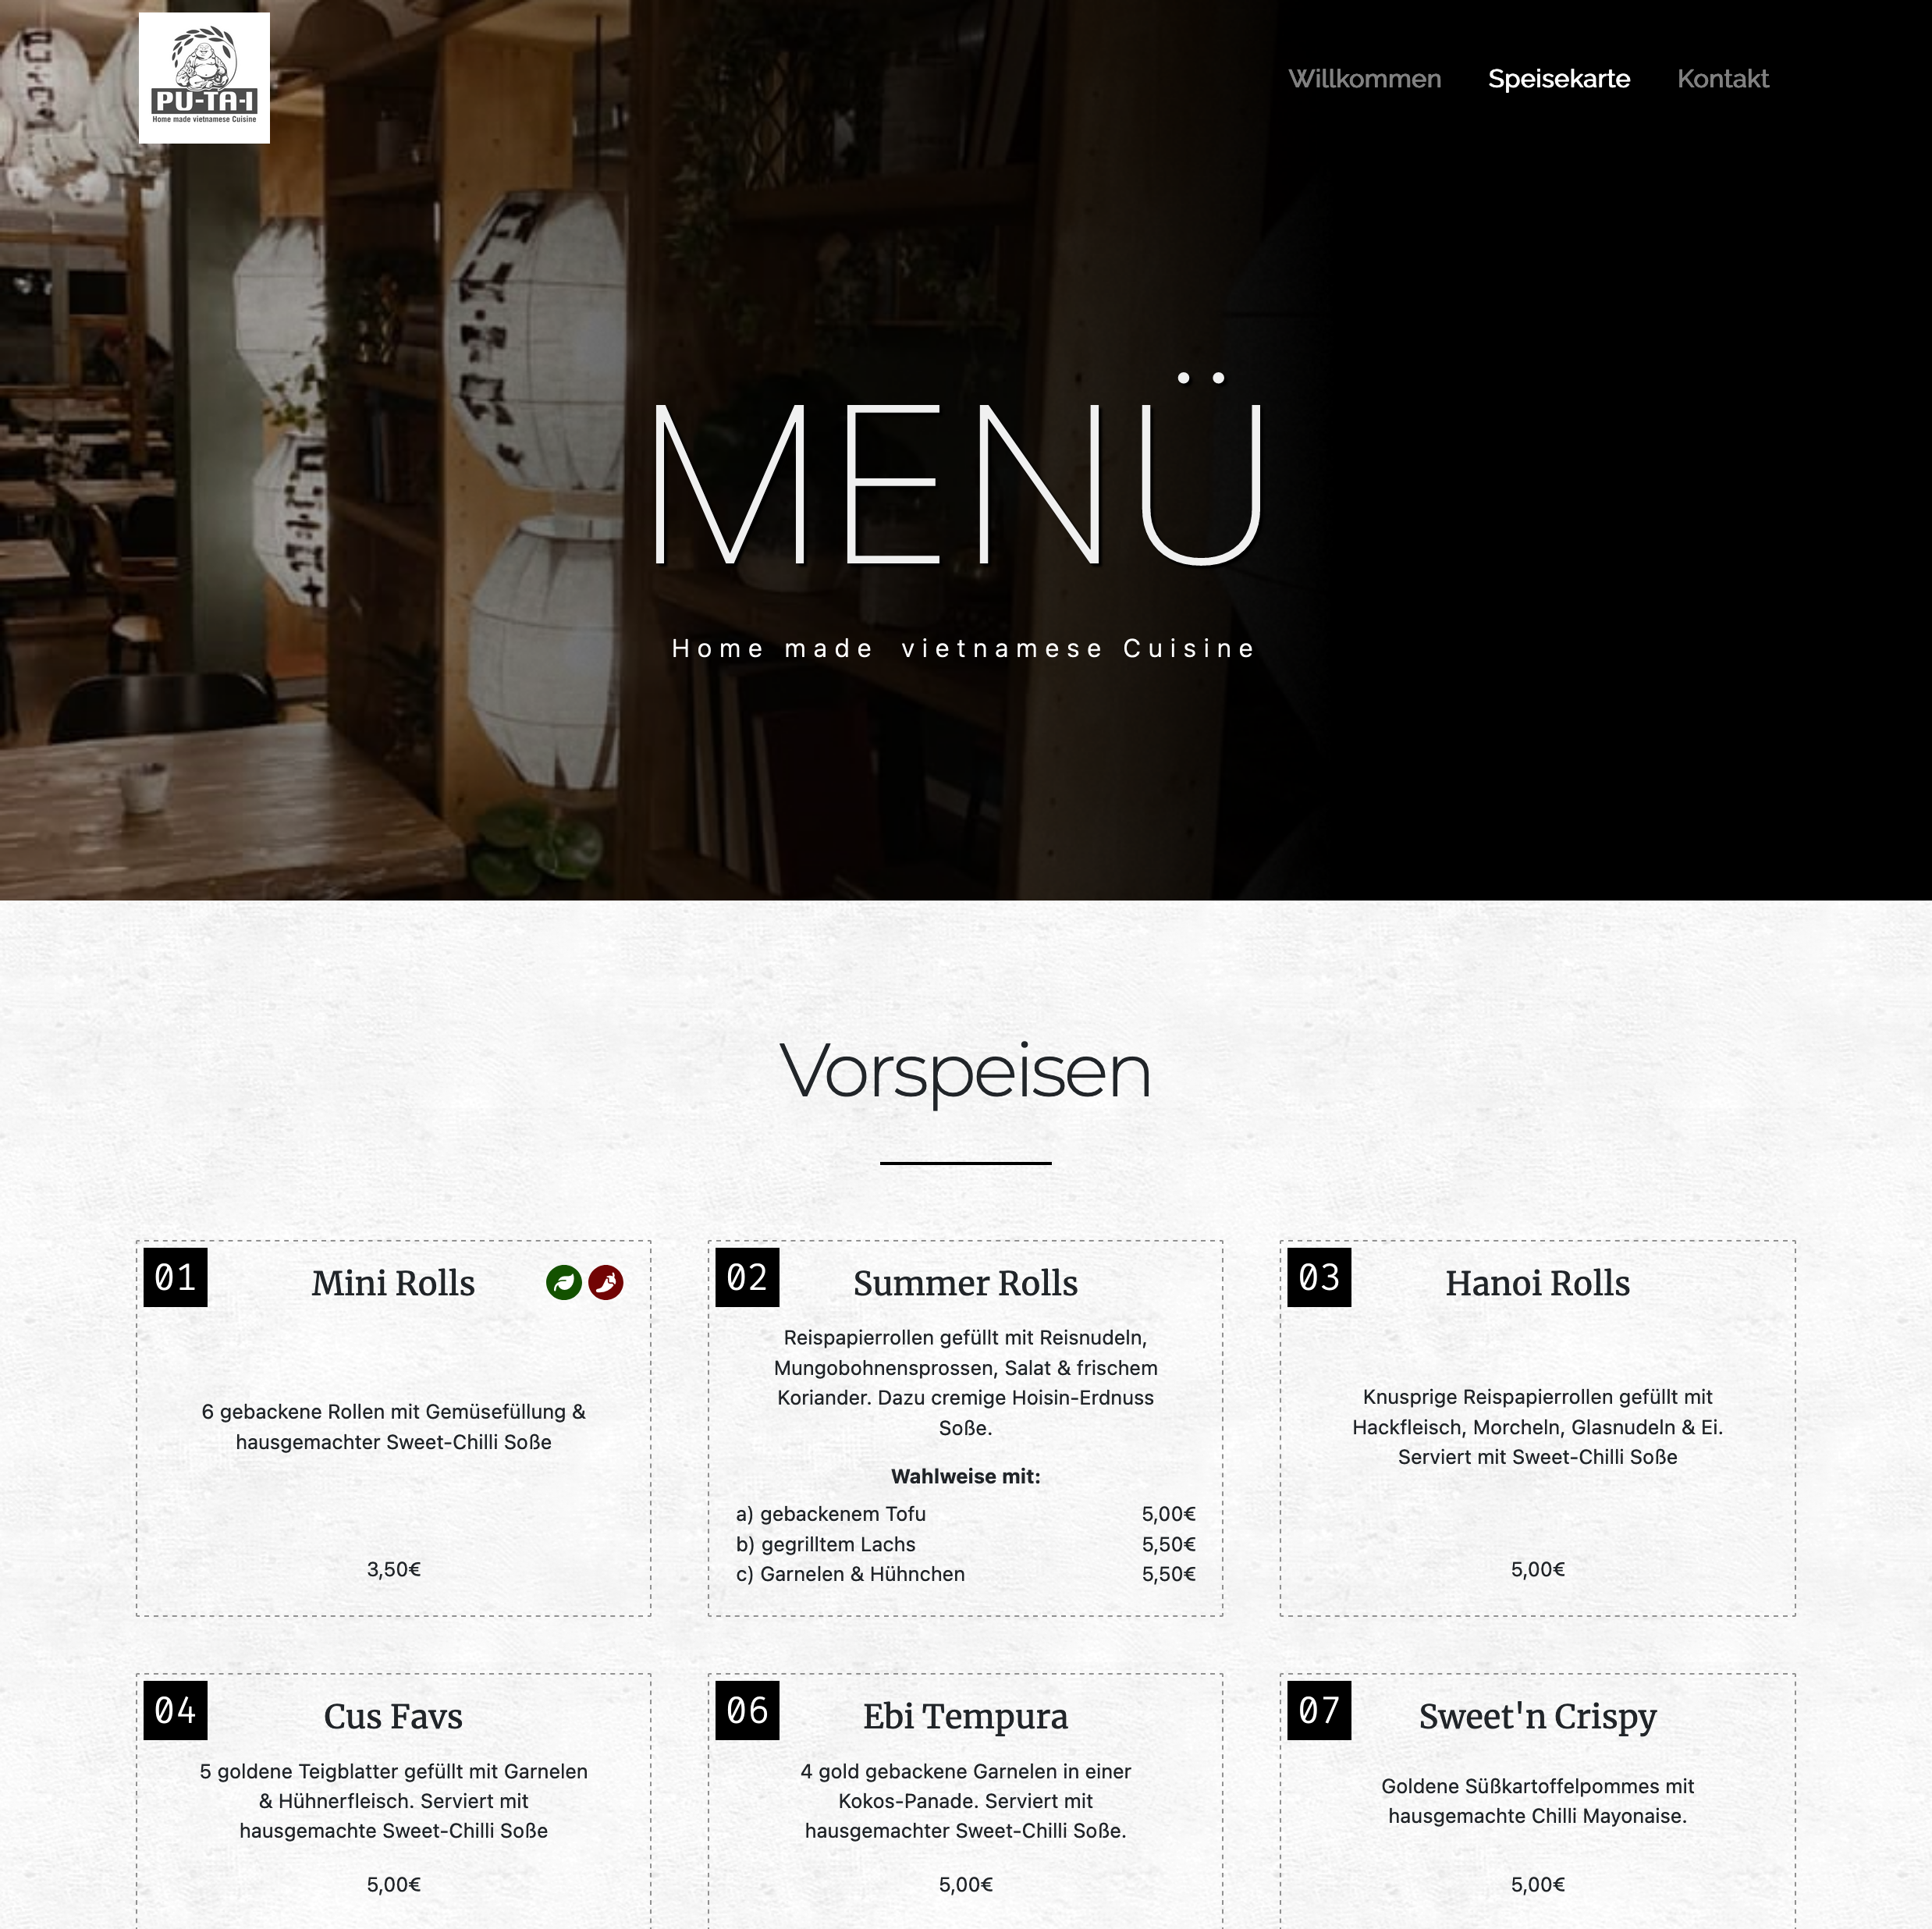 PU-TA-I
Home made vietnamese Cuisine
Willkommen Speisekarte Kontakt
MENÜ
Home made vietnamese Cuisine
Vorspeisen
01
Mini Rolls
6 gebackene Rollen mit Gemüsefüllung &
hausgemachter Sweet-Chilli Soße
3,50€
02
Summer Rolls
Reispapierrollen gefüllt mit Reisnudeln,
Mungobohnensprossen, Salat & frischem
Koriander. Dazu cremige Hoisin-Erdnuss
Soße.
Wahlweise mit:
a) gebackenem Tofu 5,00€
b) gegrilltem Lachs 5,50€
c) Garnelen & Hühnchen 5,50€
03
Hanoi Rolls
Knusprige Reispapierrollen gefüllt mit
Hackfleisch, Morcheln, Glasnudeln & Ei.
Serviert mit Sweet-Chilli Soße
5,00€
04
Cus Favs
5 goldene Teigblatter gefüllt mit Garnelen
& Hühnerfleisch. Serviert mit
hausgemachte Sweet-Chilli Soße
5,00€
06
Ebi Tempura
4 gold gebackene Garnelen in einer
Kokos-Panade. Serviert mit
hausgemachter Sweet-Chilli Soße.
5,00€
07
Sweet'n Crispy
Goldene Süßkartoffelpommes mit
hausgemachte Chilli Mayonaise.
5,00€